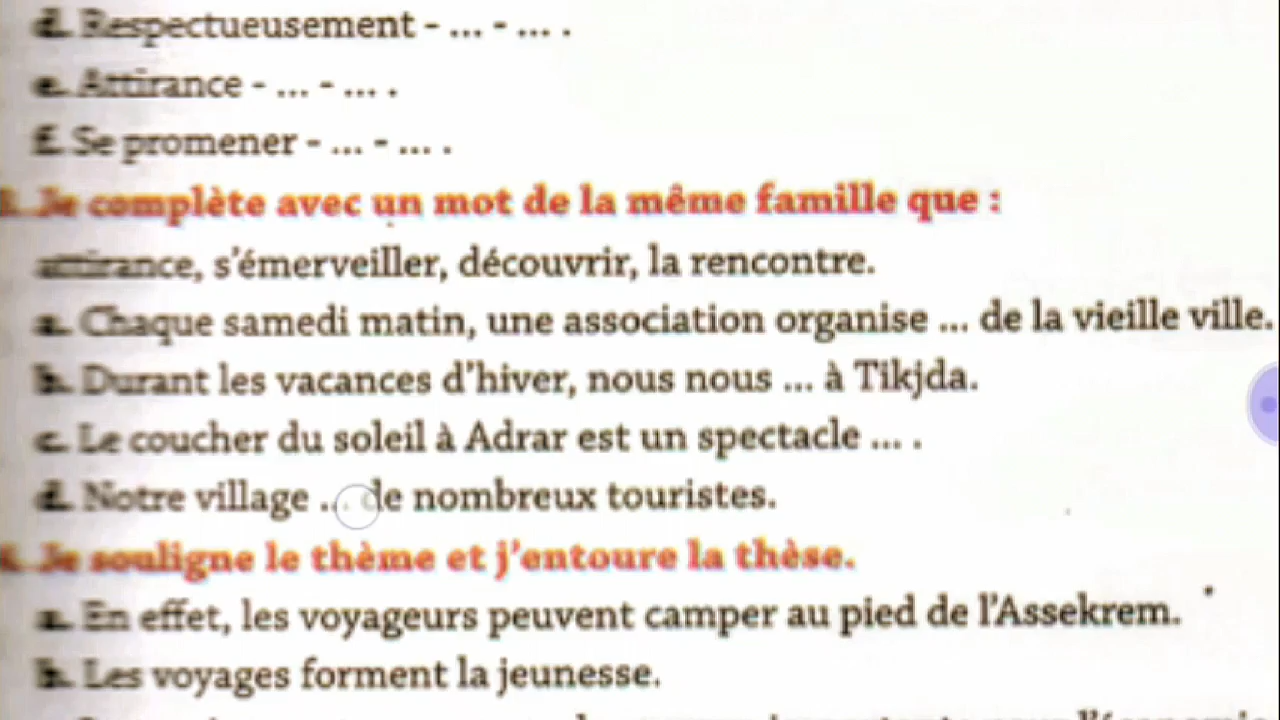 d. Respectueusement - ... - ... .
e. Attirance - ... - ... .
f. Se promener - ... - ... .
Je complète avec un mot de la même famille que :
attirance, s'émerveiller, découvrir, la rencontre.
a. Chaque samedi matin, une association organise ... de la vieille ville.
b. Durant les vacances d'hiver, nous nous ... à Tikjda.
c. Le coucher du soleil à Adrar est un spectacle ... .
d. Notre village ... de nombreux touristes.
Je souligne le thème et j'entoure la thèse.
a. En effet, les voyageurs peuvent camper au pied de l'Assekrem.
b. Les voyages forment la jeunesse.